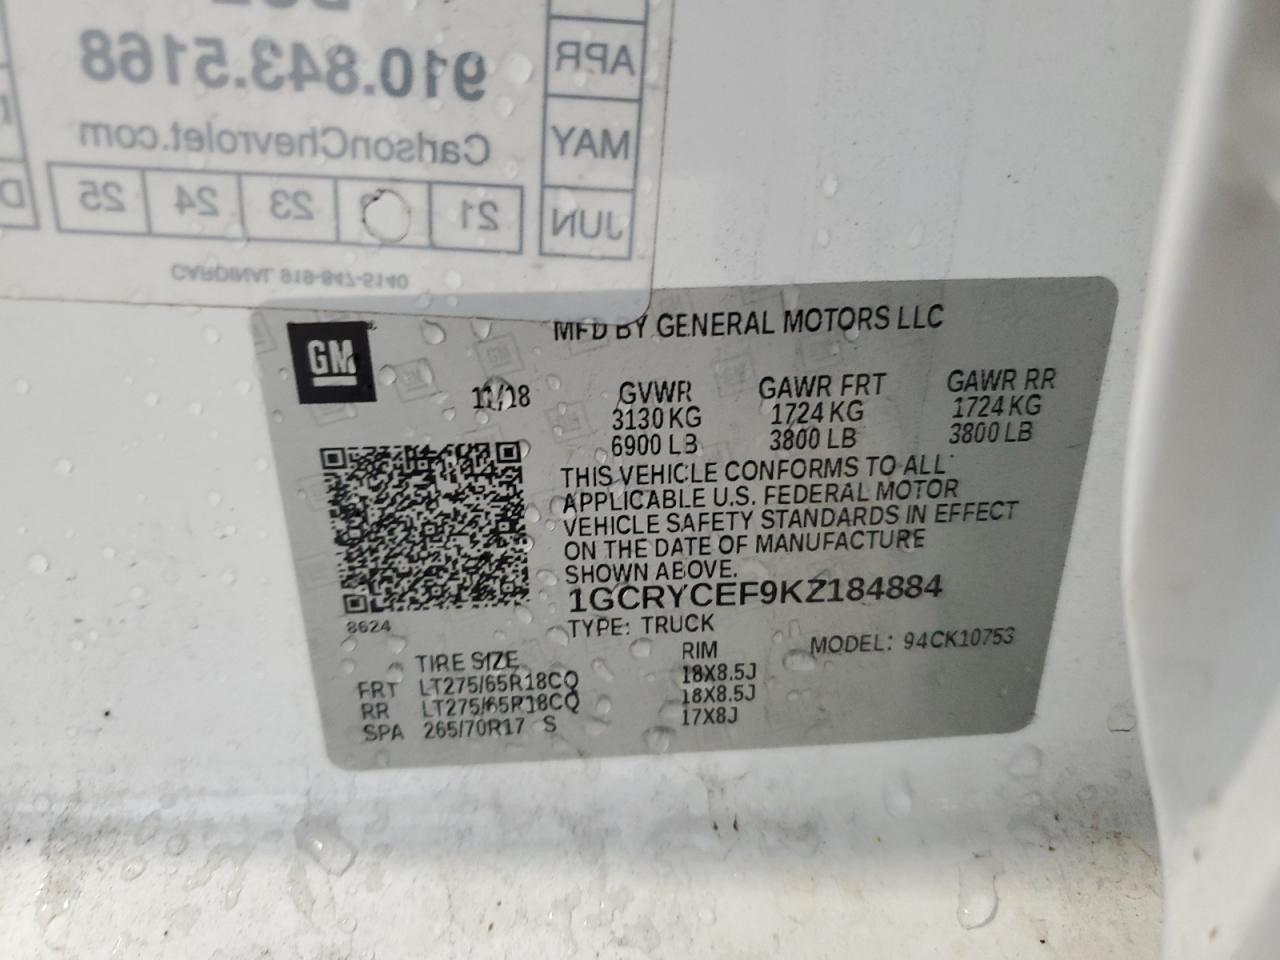 910.843.5168
CarlsonChevrolet.com
21 23 24 25
APR
MAY
JUN
CARDINAL
MFD BY GENERAL MOTORS LLC
GM
11/18
GVWR GAWR FRT GAWR RR
3130 KG 1724 KG 1724 KG
6900 LB 3800 LB 3800 LB
THIS VEHICLE CONFORMS TO ALL
APPLICABLE U.S. FEDERAL MOTOR
VEHICLE SAFETY STANDARDS IN EFFECT
ON THE DATE OF MANUFACTURE
SHOWN ABOVE.
1GCRYCEF9KZ184884
8624
TYPE: TRUCK MODEL: 94CK10753
TIRE SIZE RIM
FRT LT275/65R18CQ 18X8.5J
RR LT275/65R18CQ 18X8.5J
SPA 265/70R17 S 17X8J